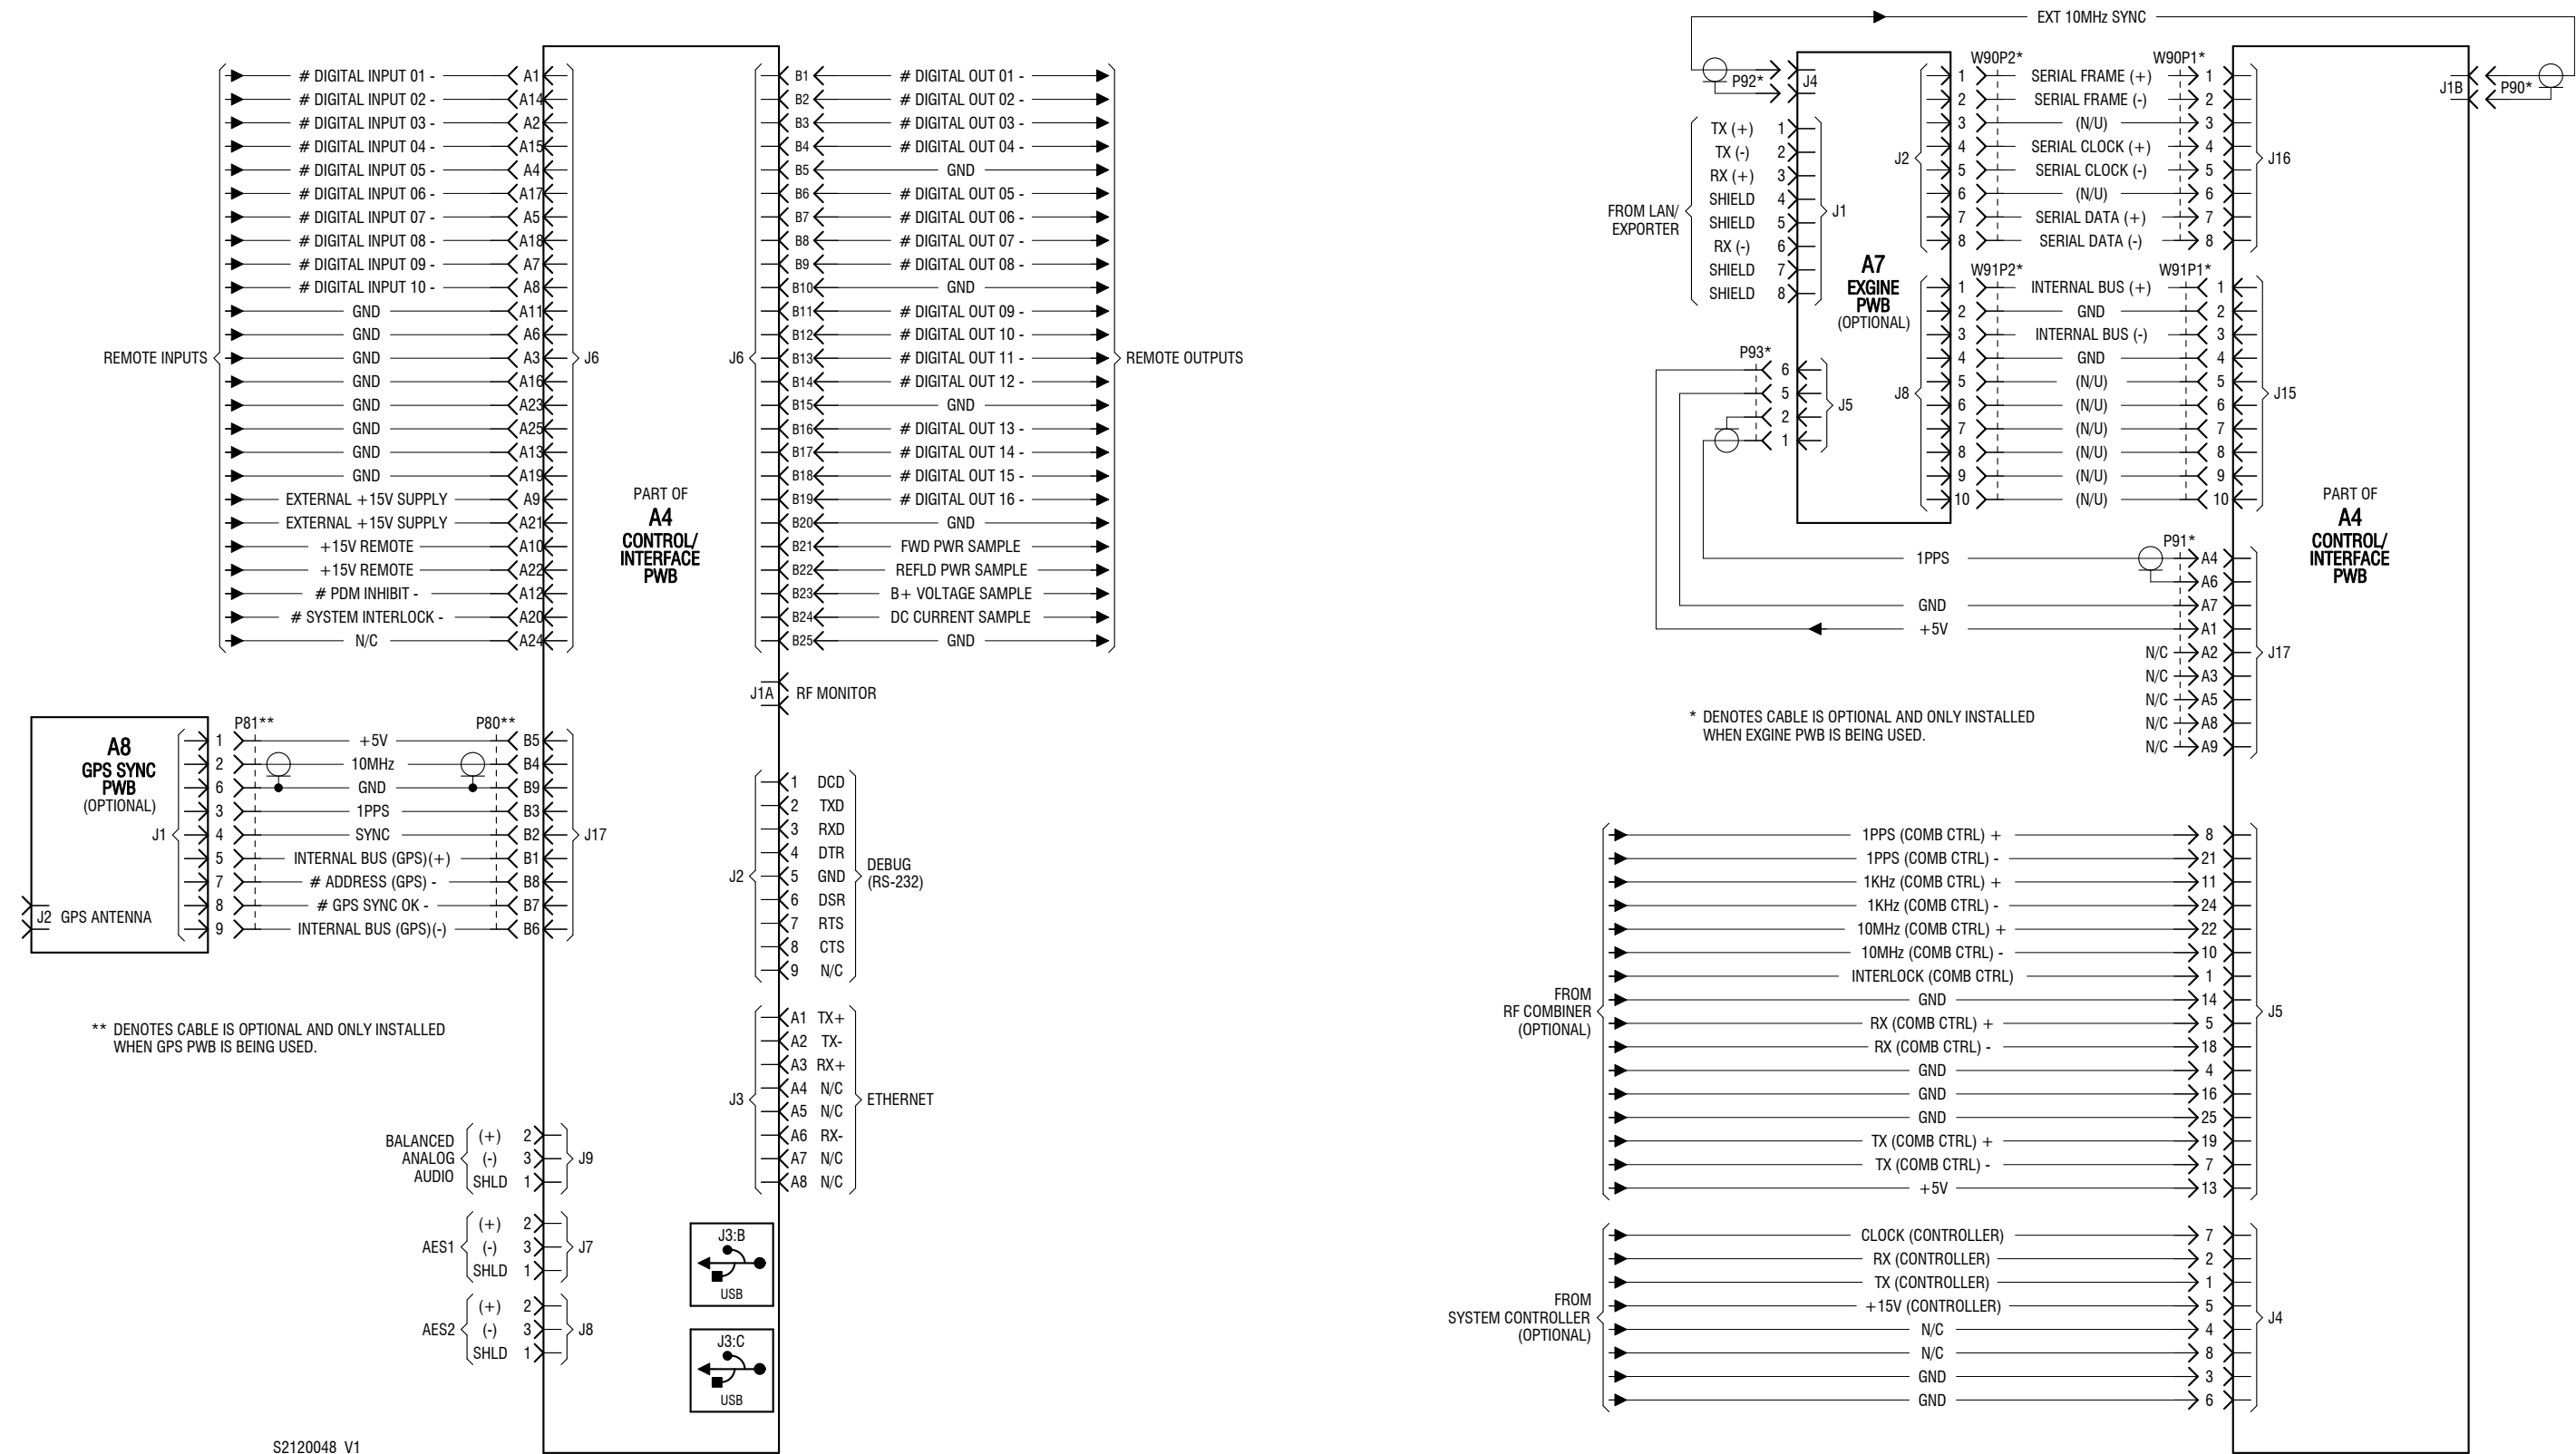 # DIGITAL INPUT 01 - A1
# DIGITAL INPUT 02 - A14
# DIGITAL INPUT 03 - A2
# DIGITAL INPUT 04 - A15
# DIGITAL INPUT 05 - A4
# DIGITAL INPUT 06 - A17
# DIGITAL INPUT 07 - A5
# DIGITAL INPUT 08 - A18
# DIGITAL INPUT 09 - A7
# DIGITAL INPUT 10 - A8
GND A11
GND A6
REMOTE INPUTS GND A3 J6
GND A16
GND A23
GND A25
GND A13
GND A19
EXTERNAL +15V SUPPLY A9
EXTERNAL +15V SUPPLY A21
+15V REMOTE A10
+15V REMOTE A22
# PDM INHIBIT - A12
# SYSTEM INTERLOCK - A20
N/C A24
PART OF
A4
CONTROL/
INTERFACE
PWB
B1 # DIGITAL OUT 01 -
B2 # DIGITAL OUT 02 -
B3 # DIGITAL OUT 03 -
B4 # DIGITAL OUT 04 -
B5 GND
B6 # DIGITAL OUT 05 -
B7 # DIGITAL OUT 06 -
B8 # DIGITAL OUT 07 -
B9 # DIGITAL OUT 08 -
B10 GND
B11 # DIGITAL OUT 09 -
B12 # DIGITAL OUT 10 -
J6 B13 # DIGITAL OUT 11 - REMOTE OUTPUTS
B14 # DIGITAL OUT 12 -
B15 GND
B16 # DIGITAL OUT 13 -
B17 # DIGITAL OUT 14 -
B18 # DIGITAL OUT 15 -
B19 # DIGITAL OUT 16 -
B20 GND
B21 FWD PWR SAMPLE
B22 REFLD PWR SAMPLE
B23 B+ VOLTAGE SAMPLE
B24 DC CURRENT SAMPLE
B25 GND
J1A RF MONITOR
P81** P80**
A8
GPS SYNC
PWB
(OPTIONAL)
J1
J2 GPS ANTENNA
1 +5V B5
2 10MHz B4
6 GND B9
3 1PPS B3
4 SYNC B2 J17
5 INTERNAL BUS (GPS)(+) B1
7 # ADDRESS (GPS) - B8
8 # GPS SYNC OK - B7
9 INTERNAL BUS (GPS)(-) B6
** DENOTES CABLE IS OPTIONAL AND ONLY INSTALLED
WHEN GPS PWB IS BEING USED.
1 DCD
2 TXD
3 RXD
4 DTR
J2 5 GND
6 DSR
7 RTS
8 CTS
9 N/C
DEBUG
(RS-232)
A1 TX+
A2 TX-
A3 RX+
A4 N/C
J3 ETHERNET
A5 N/C
A6 RX-
A7 N/C
A8 N/C
BALANCED
ANALOG
AUDIO
(+) 2
(-) 3 J9
SHLD 1
(+) 2
AES1 (-) 3 J7
SHLD 1
(+) 2
AES2 (-) 3 J8
SHLD 1
J3:B
USB
J3:C
USB
S2120048 V1
EXT 10MHz SYNC
P92* J4
J1B P90*
FROM LAN/
EXPORTER
TX (+) 1
TX (-) 2
RX (+) 3
SHIELD 4
SHIELD 5
RX (-) 6
SHIELD 7
SHIELD 8
J1
A7
EXGINE
PWB
(OPTIONAL)
W90P2* W90P1*
1 SERIAL FRAME (+) 1
2 SERIAL FRAME (-) 2
3 (N/U) 3
4 SERIAL CLOCK (+) 4
J2 J16
5 SERIAL CLOCK (-) 5
6 (N/U) 6
7 SERIAL DATA (+) 7
8 SERIAL DATA (-) 8
W91P2* W91P1*
1 INTERNAL BUS (+) 1
2 GND 2
3 INTERNAL BUS (-) 3
4 GND 4
5 (N/U) 5
J8 J15
6 (N/U) 6
7 (N/U) 7
8 (N/U) 8
9 (N/U) 9
10 (N/U) 10
P93*
6
5
J5
2
1
PART OF
A4
CONTROL/
INTERFACE
PWB
P91*
1PPS A4
A6
GND A7
+5V A1
N/C A2 J17
N/C A3
N/C A5
N/C A8
N/C A9
* DENOTES CABLE IS OPTIONAL AND ONLY INSTALLED
WHEN EXGINE PWB IS BEING USED.
FROM
RF COMBINER
(OPTIONAL)
1PPS (COMB CTRL) + 8
1PPS (COMB CTRL) - 21
1KHz (COMB CTRL) + 11
1KHz (COMB CTRL) - 24
10MHz (COMB CTRL) + 22
10MHz (COMB CTRL) - 10
INTERLOCK (COMB CTRL) 1
GND 14
J5
RX (COMB CTRL) + 5
RX (COMB CTRL) - 18
GND 4
GND 16
GND 25
TX (COMB CTRL) + 19
TX (COMB CTRL) - 7
+5V 13
FROM
SYSTEM CONTROLLER
(OPTIONAL)
CLOCK (CONTROLLER) 7
RX (CONTROLLER) 2
TX (CONTROLLER) 1
+15V (CONTROLLER) 5
J4
N/C 4
N/C 8
GND 3
GND 6